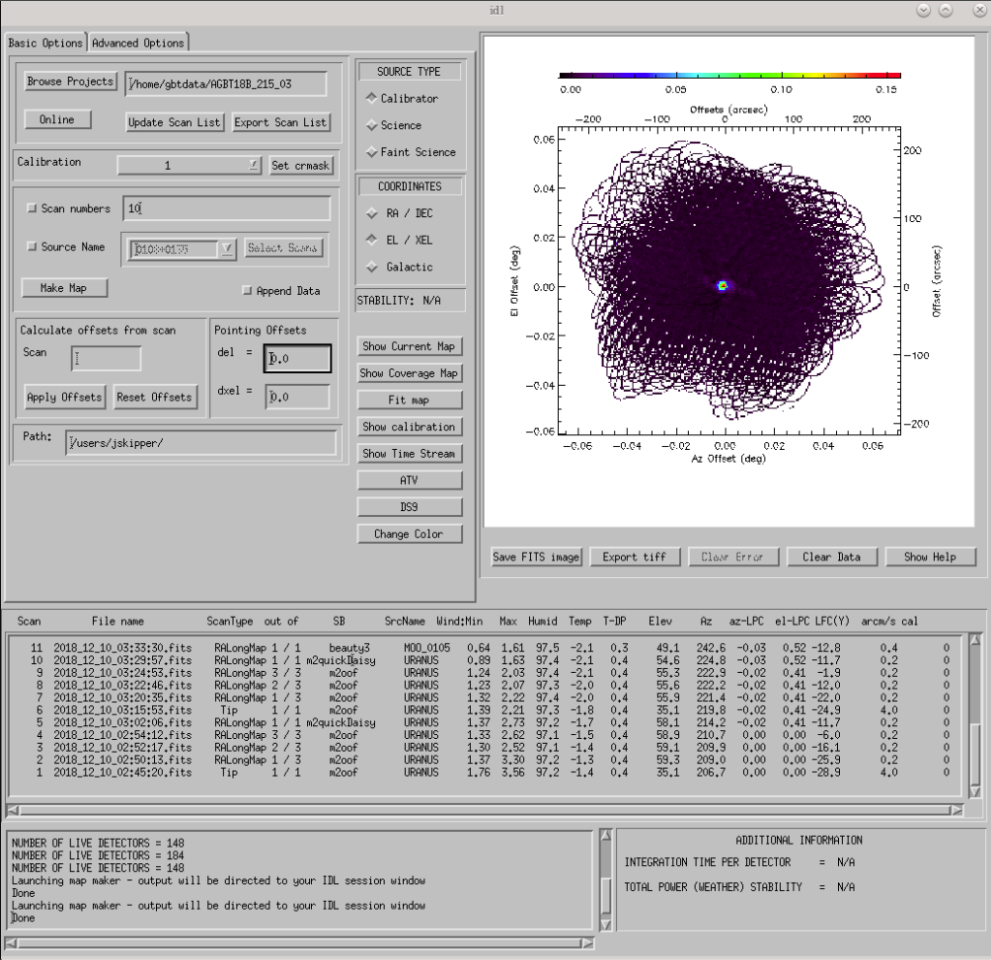 idl
Basic Options Advanced Options
Browse Projects /home/gbtdata/AGBT18B_215_03
Online Update Scan List Export Scan List
Calibration 1 Set crmask
Scan numbers 10
Source Name Select Scans
Make Map Append Data
Calculate offsets from scan Pointing Offsets
Scan del = 0.0
Apply Offsets Reset Offsets dxel = 0.0
Path: /users/jskipper/
SOURCE TYPE
Calibrator
Science
Faint Science
COORDINATES
RA / DEC
EL / XEL
Galactic
STABILITY: N/A
Show Current Map
Show Coverage Map
Fit map
Show calibration
Show Time Stream
ATV
DS9
Change Color
0.00 0.05 0.10 0.15
Offsets (arcsec)
-200 -100 0 100 200
0.06 200
0.04
0.02 100
0.00 0
-0.02
-0.04 -100
-0.06 -200
El Offset (deg)
Offset (arcsec)
-0.06 -0.04 -0.02 0.00 0.02 0.04 0.06
Az Offset (deg)
Save FITS image Export tiff Clear Error Clear Data Show Help
Scan File name ScanType out of SB SrcName Wind:Min Max Humid Temp T-DP Elev Az az-LPC el-LPC LFC(Y) arcm/s cal
11 2018_12_10_03:33:30.fits RALongMap 1 / 1 beauty3 MOO_0105 0.64 1.61 97.5 -2.1 0.3 49.1 242.6 -0.03 0.52 -12.8 0.4 0
10 2018_12_10_03:29:57.fits RALongMap 1 / 1 m2quickDaisy URANUS 0.89 1.63 97.4 -2.1 0.4 54.6 224.8 -0.03 0.52 -11.7 0.2 0
9 2018_12_10_03:24:53.fits RALongMap 3 / 3 m2oof URANUS 1.24 2.03 97.4 -2.1 0.4 55.3 222.9 -0.02 0.41 -1.9 0.2 0
8 2018_12_10_03:22:46.fits RALongMap 2 / 3 m2oof URANUS 1.23 2.07 97.3 -2.0 0.4 55.6 222.2 -0.02 0.41 -12.0 0.2 0
7 2018_12_10_03:20:35.fits RALongMap 1 / 3 m2oof URANUS 1.32 2.22 97.4 -2.0 0.4 55.9 221.4 -0.02 0.41 -22.0 0.2 0
6 2018_12_10_03:15:53.fits Tip 1 / 1 m2oof URANUS 1.39 2.21 97.3 -1.8 0.4 35.1 219.8 -0.02 0.41 -24.9 4.0 0
5 2018_12_10_03:02:06.fits RALongMap 1 / 1 m2quickDaisy URANUS 1.37 2.73 97.2 -1.7 0.4 58.1 214.2 -0.02 0.41 -11.7 0.2 0
4 2018_12_10_02:54:12.fits RALongMap 3 / 3 m2oof URANUS 1.33 2.62 97.1 -1.5 0.4 58.9 210.7 0.00 0.00 -6.0 0.2 0
3 2018_12_10_02:52:17.fits RALongMap 2 / 3 m2oof URANUS 1.30 2.52 97.1 -1.4 0.4 59.1 209.9 0.00 0.00 -16.1 0.2 0
2 2018_12_10_02:50:13.fits RALongMap 1 / 3 m2oof URANUS 1.37 3.30 97.2 -1.3 0.4 59.3 209.0 0.00 0.00 -25.9 0.2 0
1 2018_12_10_02:45:20.fits Tip 1 / 1 m2oof URANUS 1.76 3.56 97.2 -1.4 0.4 35.1 206.7 0.00 0.00 -28.9 4.0 0
NUMBER OF LIVE DETECTORS = 148
NUMBER OF LIVE DETECTORS = 184
NUMBER OF LIVE DETECTORS = 148
Launching map maker - output will be directed to your IDL session window
Done
Launching map maker - output will be directed to your IDL session window
Done
ADDITIONAL INFORMATION
INTEGRATION TIME PER DETECTOR = N/A
TOTAL POWER (WEATHER) STABILITY = N/A